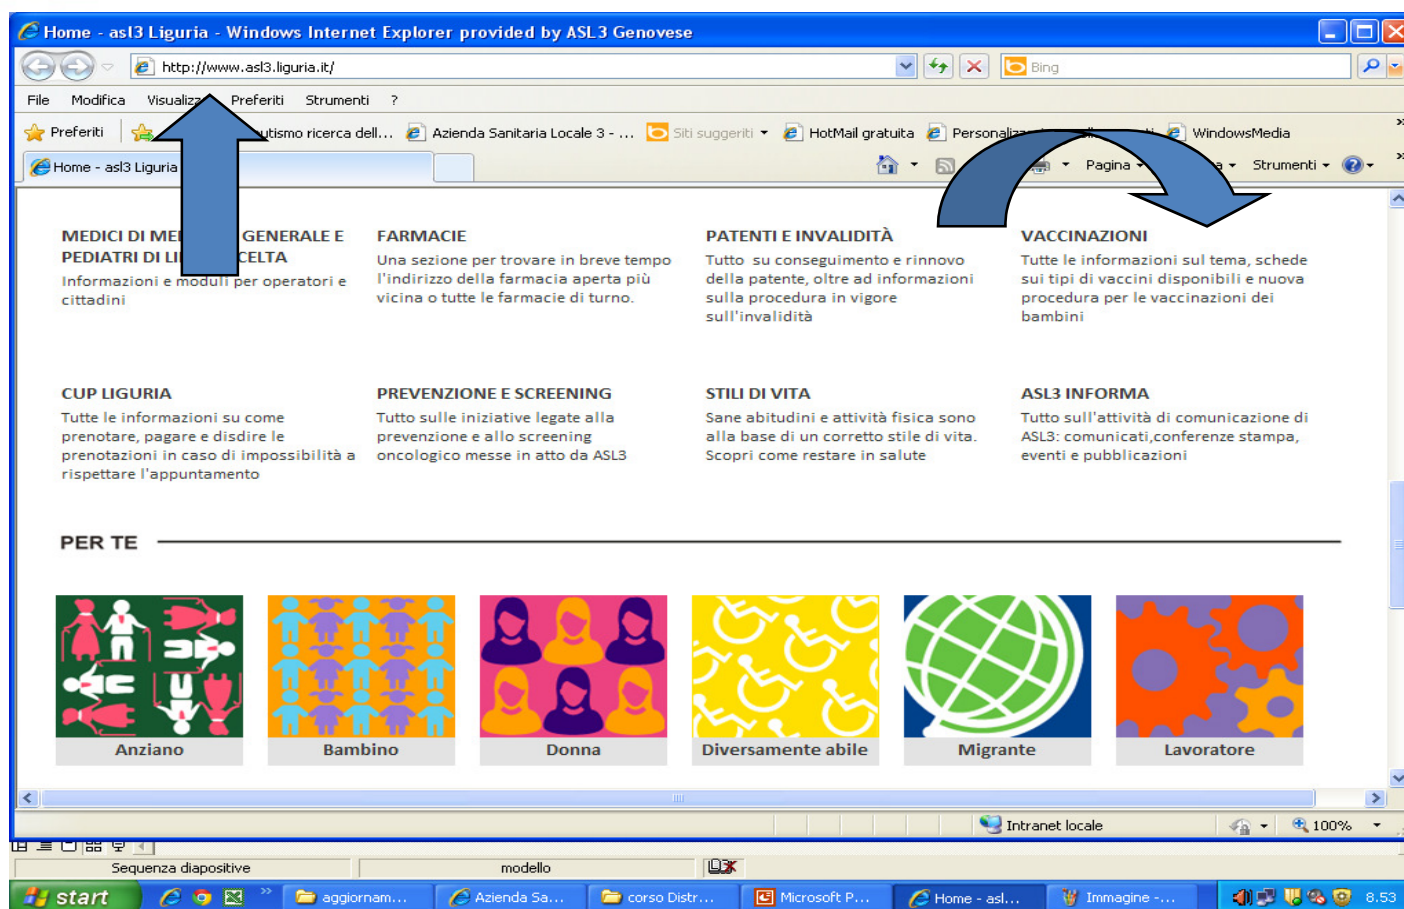 Home - asl3 Liguria - Windows Internet Explorer provided by ASL3 Genovese
http://www.asl3.liguria.it/
Bing
File Modifica Visualizz Preferiti Strumenti ?
Preferiti utismo ricerca dell... Azienda Sanitaria Locale 3 - ... Siti suggeriti HotMail gratuita WindowsMedia
Home - asl3 Liguria Pagina Strumenti
MEDICI DI GENERALE E
PEDIATRI DI
Informazioni e moduli per operatori e
cittadini
FARMACIE
Una sezione per trovare in breve tempo
l'indirizzo della farmacia aperta più
vicina o tutte le farmacie di turno.
PATENTI E INVALIDITÀ
Tutto su conseguimento e rinnovo
della patente, oltre ad informazioni
sulla procedura in vigore
sull'invalidità
VACCINAZIONI
Tutte le informazioni sul tema, schede
sui tipi di vaccini disponibili e nuova
procedura per le vaccinazioni dei
bambini
CUP LIGURIA
Tutte le informazioni su come
prenotare, pagare e disdire le
prenotazioni in caso di impossibilità a
rispettare l'appuntamento
PREVENZIONE E SCREENING
Tutto sulle iniziative legate alla
prevenzione e allo screening
oncologico messe in atto da ASL3
STILI DI VITA
Sane abitudini e attività fisica sono
alla base di un corretto stile di vita.
Scopri come restare in salute
ASL3 INFORMA
Tutto sull'attività di comunicazione di
ASL3: comunicati,conferenze stampa,
eventi e pubblicazioni
PER TE
Anziano Bambino Donna Diversamente abile Migrante Lavoratore
Intranet locale 100%
Sequenza diapositive modello
start aggiornam... Azienda Sa... corso Distr... Microsoft P... Home - asl... Immagine -... 8.53